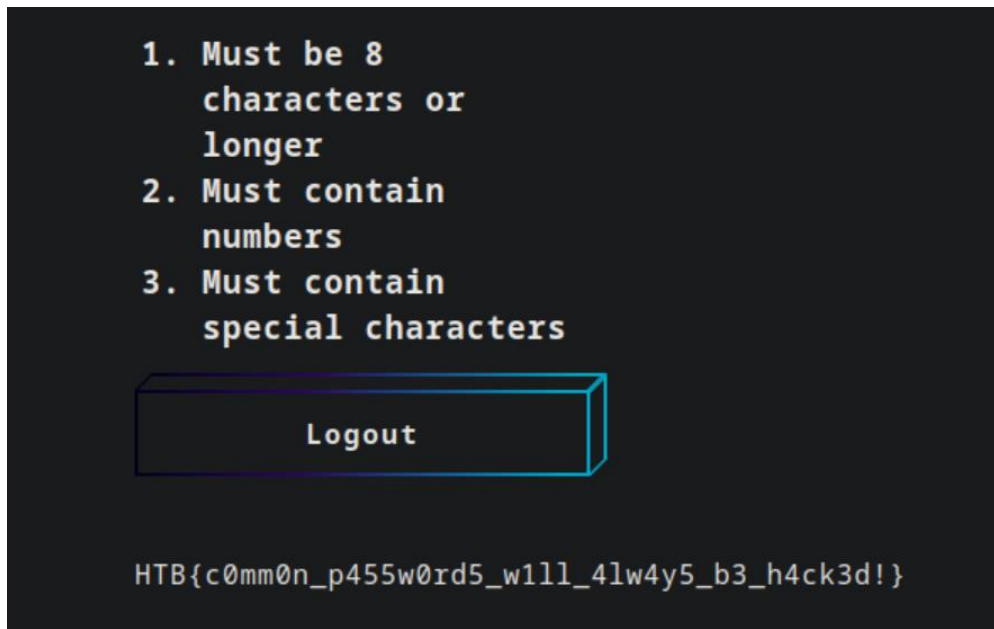 1. Must be 8
characters or
longer
2. Must contain
numbers
3. Must contain
special characters
Logout
HTB{c0mm0n_p455w0rd5_w1ll_4lw4y5_b3_h4ck3d!}